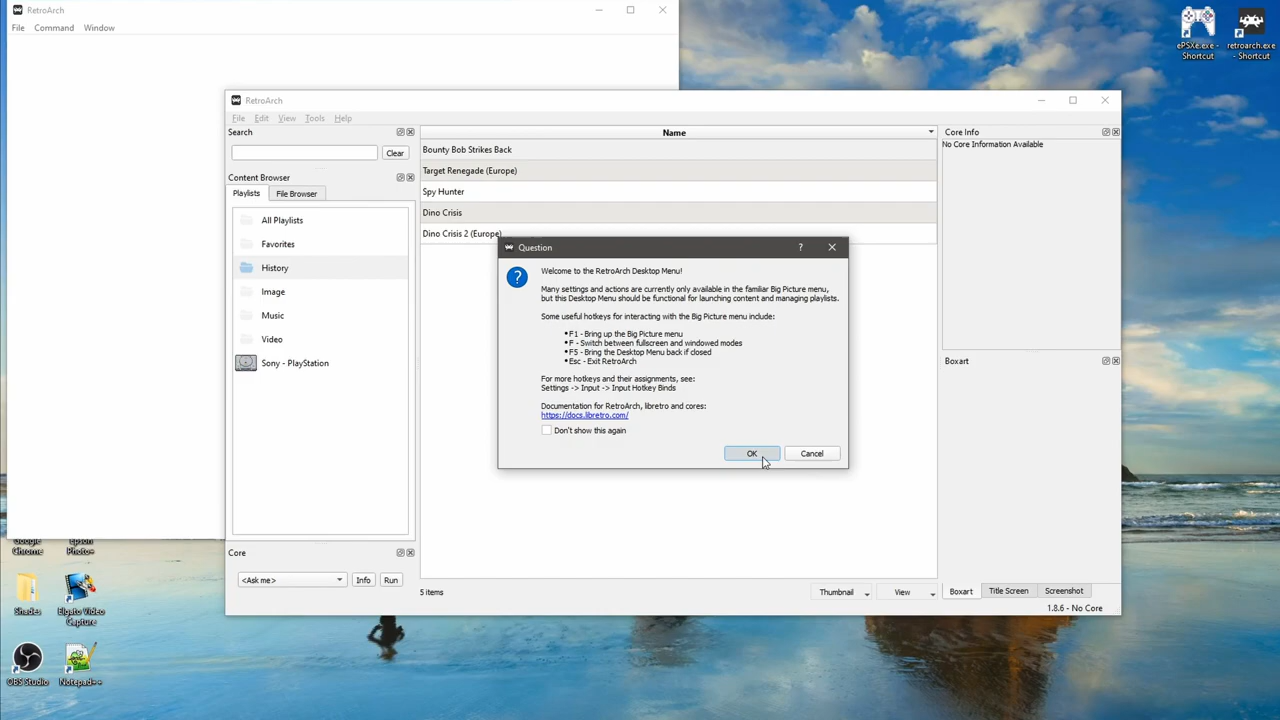 RetroArch
File Command Window
ePSXe.exe - Shortcut
retroarch.exe - Shortcut
RetroArch
File Edit View Tools Help
Search
Clear
Content Browser
Playlists File Browser
All Playlists
Favorites
History
Image
Music
Video
Sony - PlayStation
Core
<Ask me> Info Run
Name
Bounty Bob Strikes Back
Target Renegade (Europe)
Spy Hunter
Dino Crisis
Dino Crisis 2 (Europe)
5 items
Thumbnail View
Core Info
No Core Information Available
Boxart
Boxart Title Screen Screenshot
1.8.6 - No Core
Question
Welcome to the RetroArch Desktop Menu!
Many settings and actions are currently only available in the familiar Big Picture menu,
but this Desktop Menu should be functional for launching content and managing playlists.
Some useful hotkeys for interacting with the Big Picture menu include:
•F1 - Bring up the Big Picture menu
•F - Switch between fullscreen and windowed modes
•F5 - Bring the Desktop Menu back if closed
•Esc - Exit RetroArch
For more hotkeys and their assignments, see:
Settings -> Input -> Input Hotkey Binds
Documentation for RetroArch, libretro and cores:
https://docs.libretro.com/
Don't show this again
OK Cancel
Google Chrome
Epson Photo+
Shades
Elgato Video Capture
OBS Studio
Notepad++